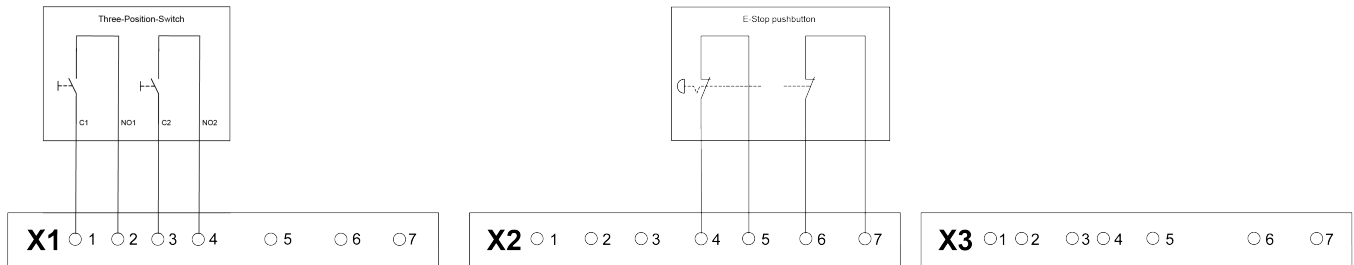 Three-Position-Switch
C1 NO1 C2 NO2
E-Stop pushbutton
X1 1 2 3 4 5 6 7
X2 1 2 3 4 5 6 7
X3 1 2 3 4 5 6 7